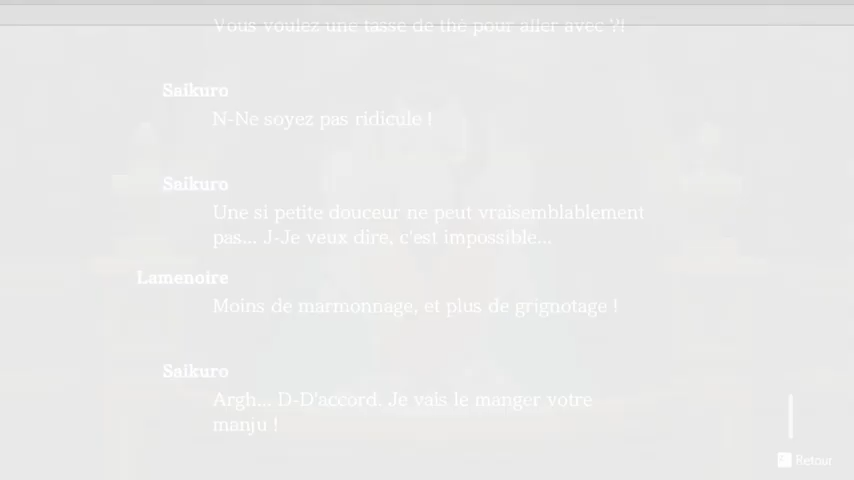 Vous voulez une tasse de thé pour aller avec ?!
Saikuro
N-Ne soyez pas ridicule !
Saikuro
Une si petite douceur ne peut vraisemblablement
pas... J-Je veux dire, c'est impossible...
Lamenoire
Moins de marmonnage, et plus de grignotage !
Saikuro
Argh... D-D'accord. Je vais le manger votre
manju !
Retour